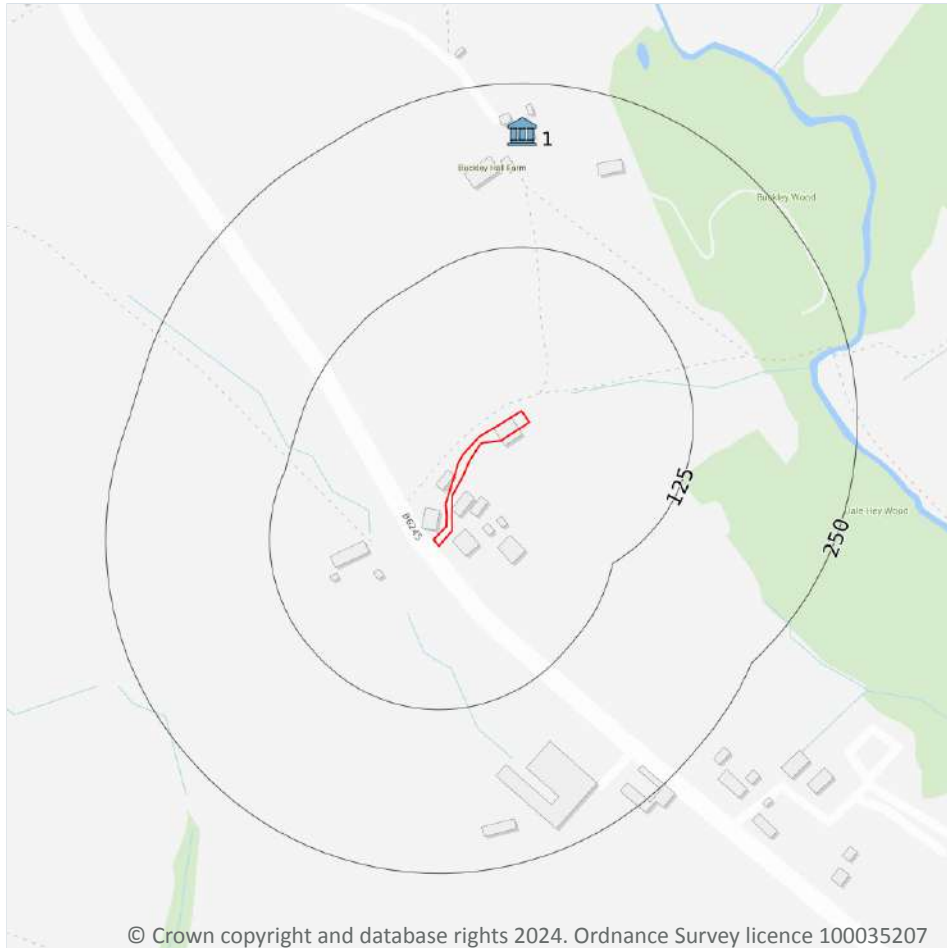 1
Buckley Hall Farm
Buckley Wood
125
B6245
250
Dale Hey Wood
© Crown copyright and database rights 2024. Ordnance Survey licence 100035207